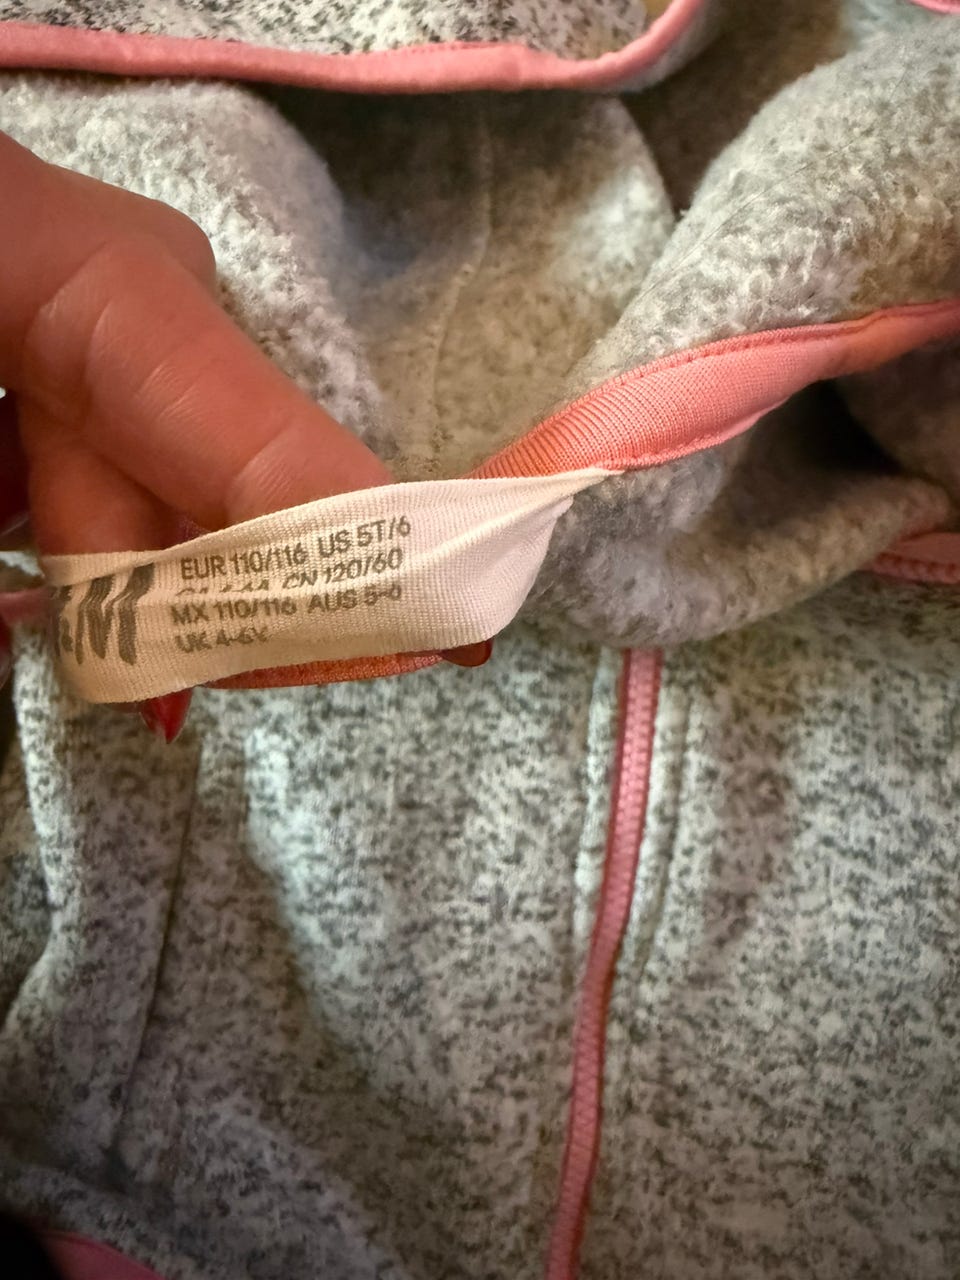 H&M
EUR 110/116 US 5T/6
CN 120/60
MX 110/116 AUS 5-6
UK 4-6Y